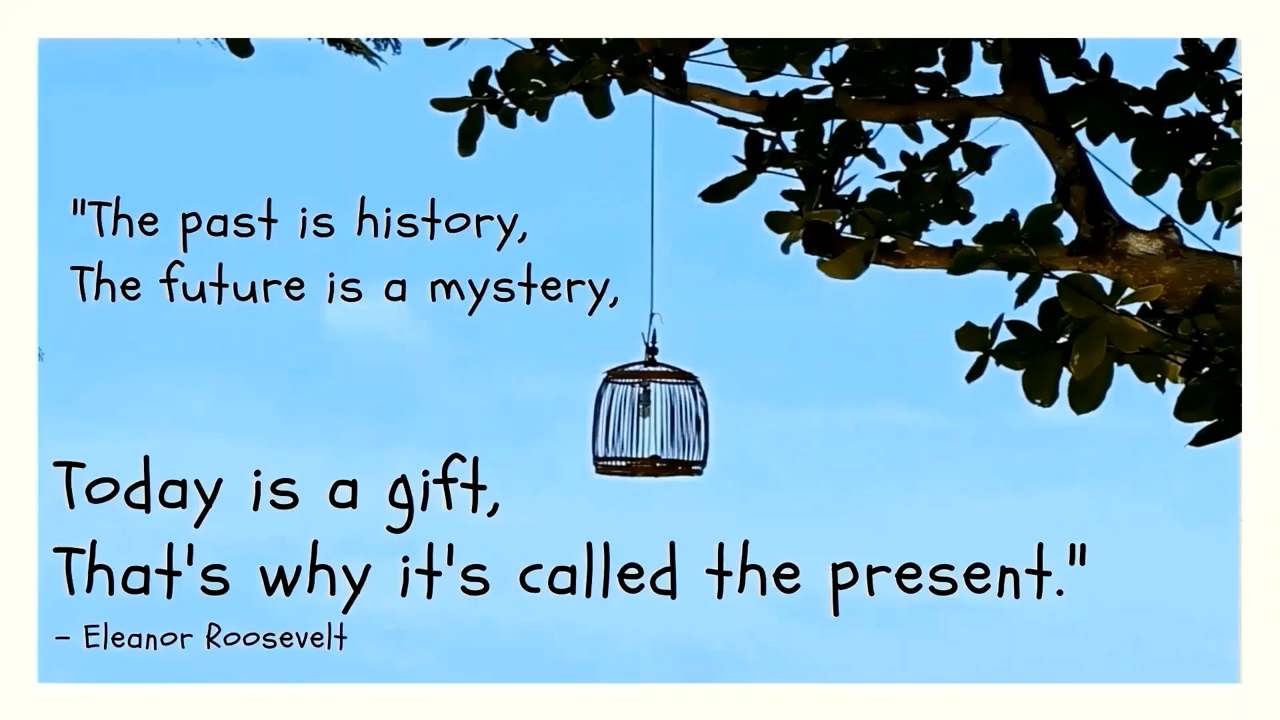 "The past is history,
The future is a mystery,
Today is a gift,
That's why it's called the present."
- Eleanor Roosevelt